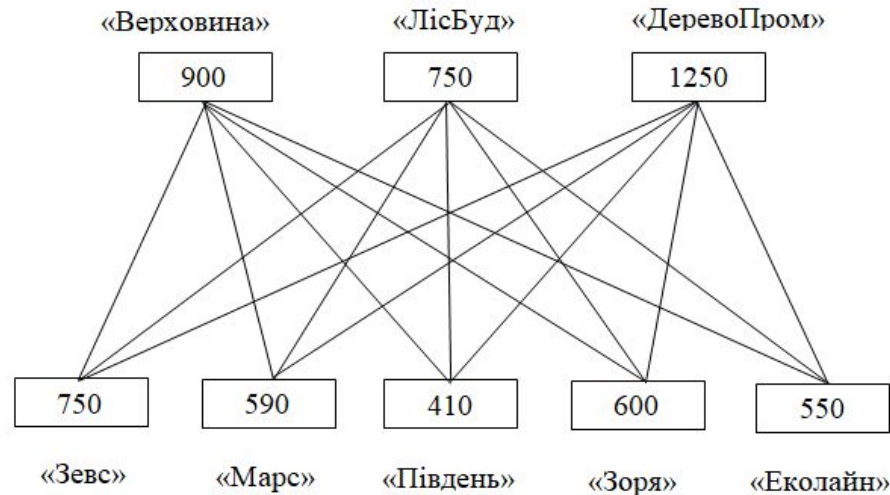 «Верховина» «ЛісБуд» «ДеревоПром»
900 750 1250
750 590 410 600 550
«Зевс» «Марс» «Південь» «Зоря» «Еколайн»